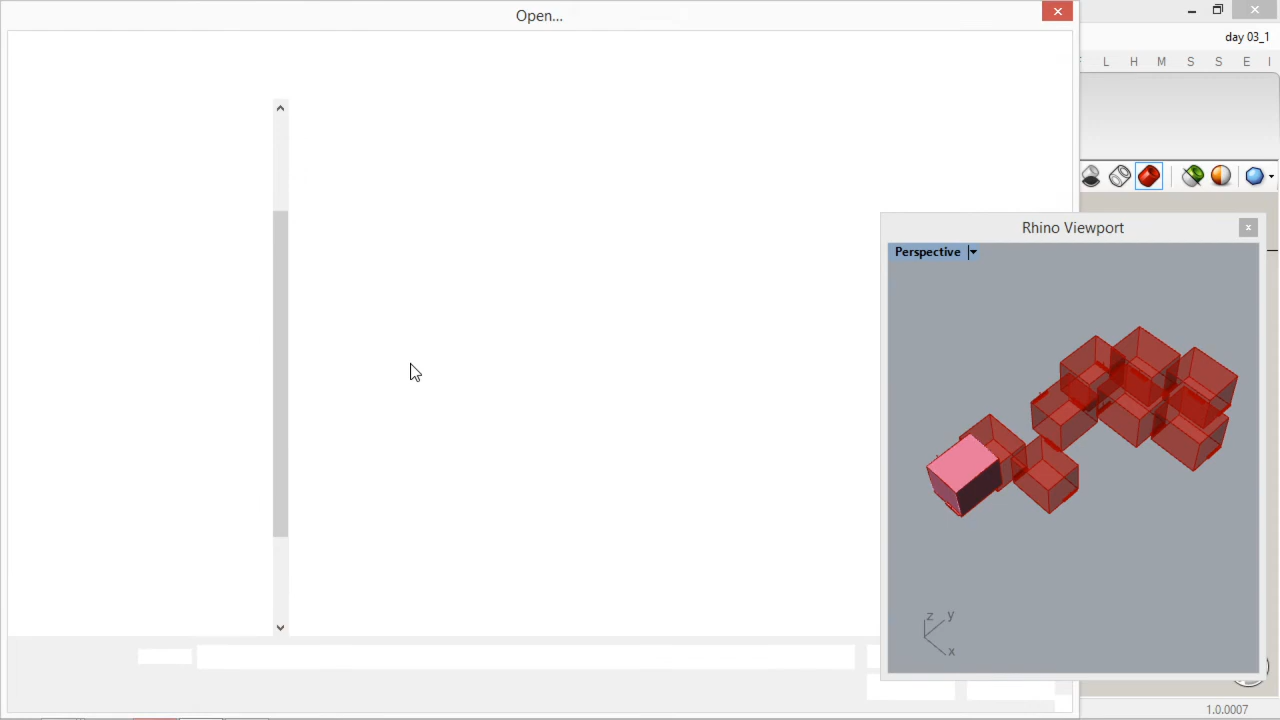 Open...
day 03_1
L H M S S E I
Rhino Viewport
Perspective
z y
x
1.0.0007